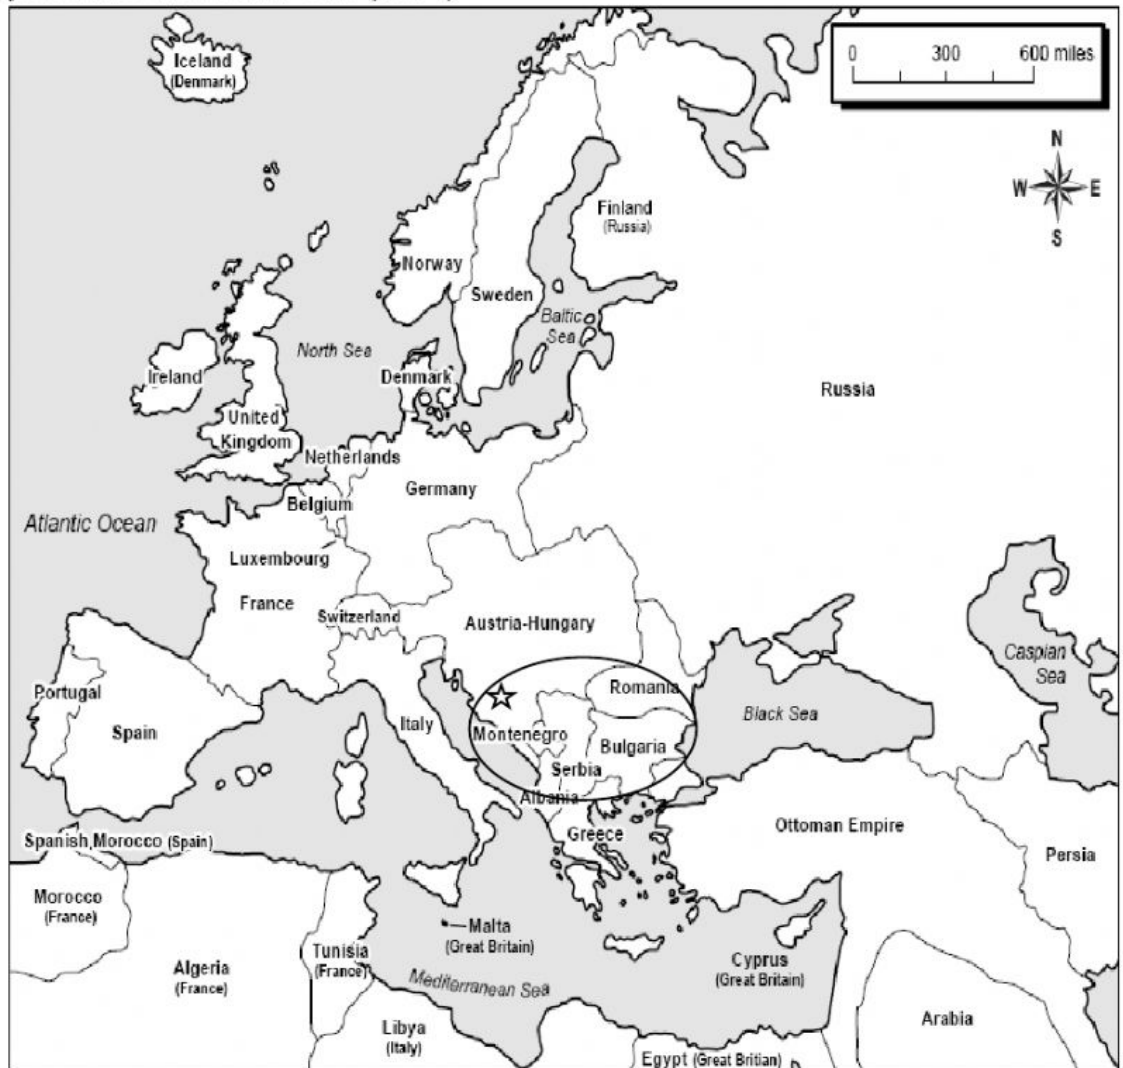 Iceland
(Denmark)
0 300 600 miles
N
W E
S
Finland
(Russia)
Norway
Sweden
Baltic
Sea
North Sea
Ireland
Denmark
Russia
United
Kingdom
Netherlands
Germany
Belgium
Atlantic Ocean
Luxembourg
France
Switzerland
Austria-Hungary
Caspian
Sea
Portugal
Spain
Italy
Romania
Black Sea
Montenegro
Bulgaria
Serbia
Albania
Greece
Ottoman Empire
Persia
Spanish Morocco (Spain)
Morocco
(France)
Malta
(Great Britain)
Tunisia
(France)
Algeria
(France)
Cyprus
(Great Britain)
Mediterranean Sea
Libya
(Italy)
Arabia
Egypt (Great Britian)